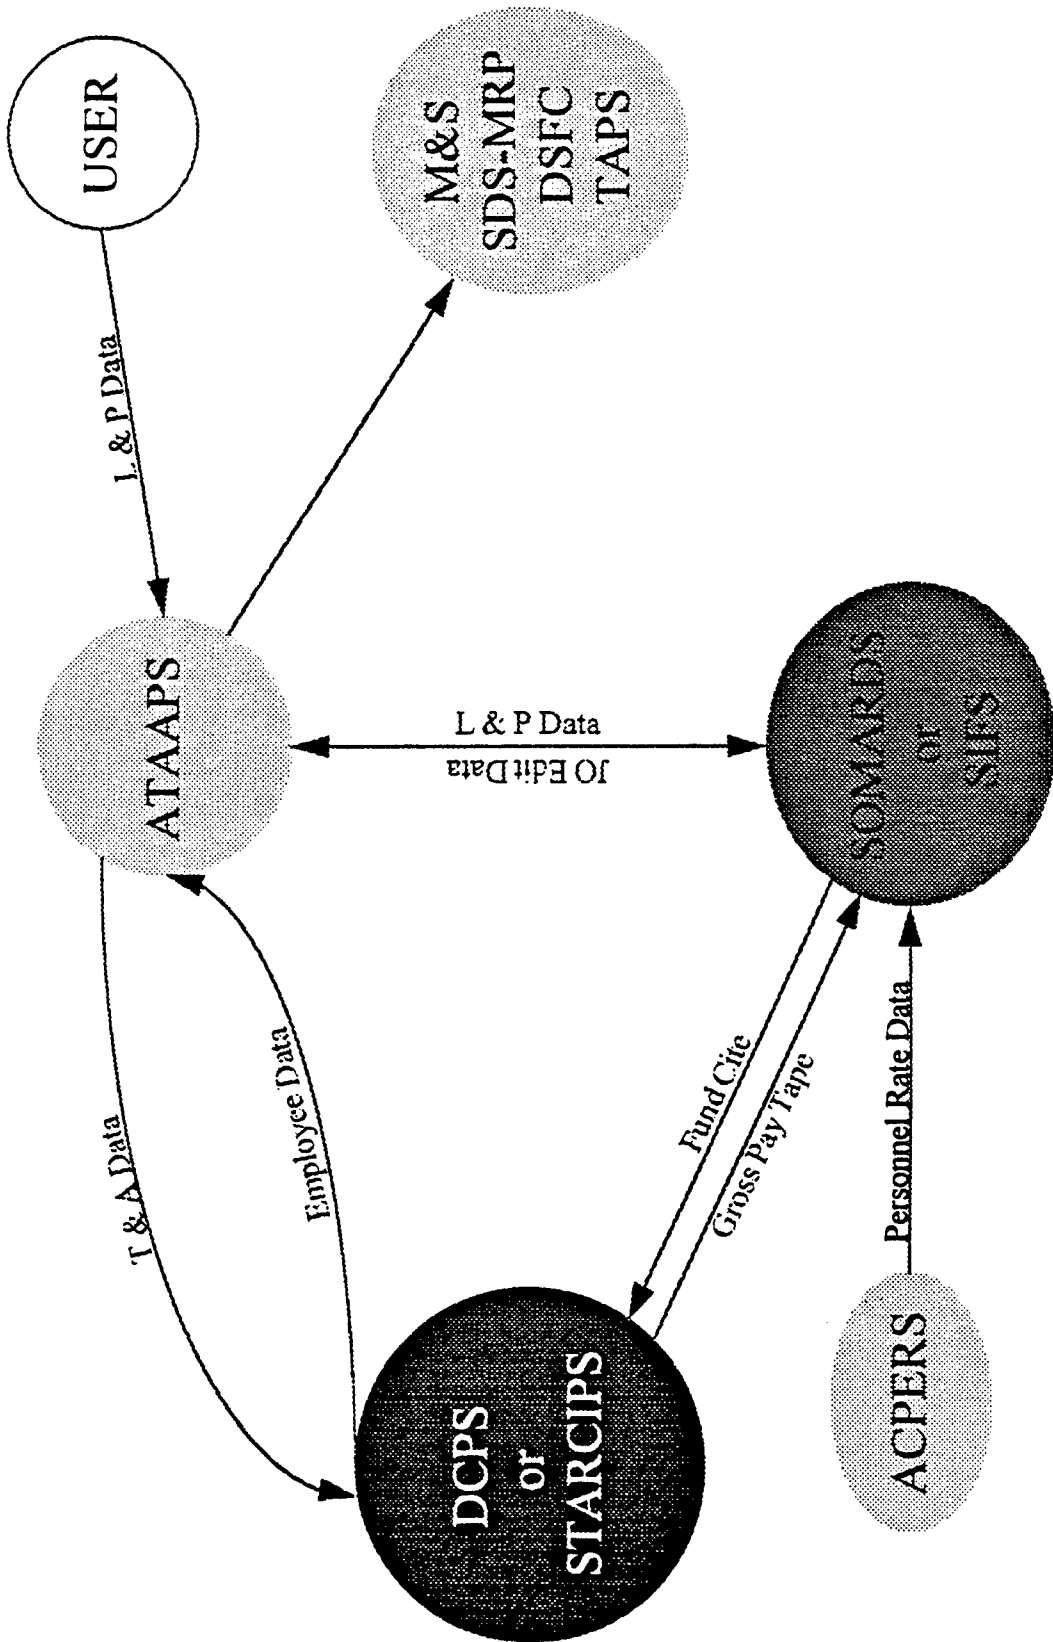 USER
L & P Data
T & A Data
ATAAPS
Employee Data
M&S
SDS-MRP
DSFC
TAPS
DCPS
or
STARCIPS
L & P Data
JO Edit Data
Fund Cite
Gross Pay Tape
SOMARDS
or
SIFS
ACPERS
Personnel Rate Data